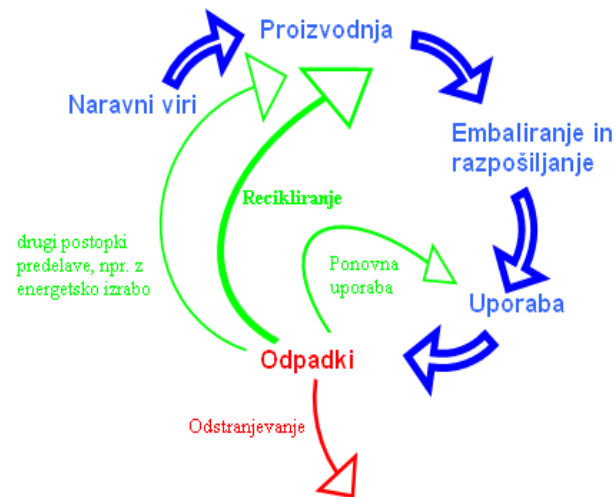 Proizvodnja
Naravni viri
Embaliranje in
razpošiljanje
Recikliranje
drugi postopki
predelave, npr. z
energetsko izrabo
Ponovna
uporaba
Uporaba
Odpadki
Odstranjevanje